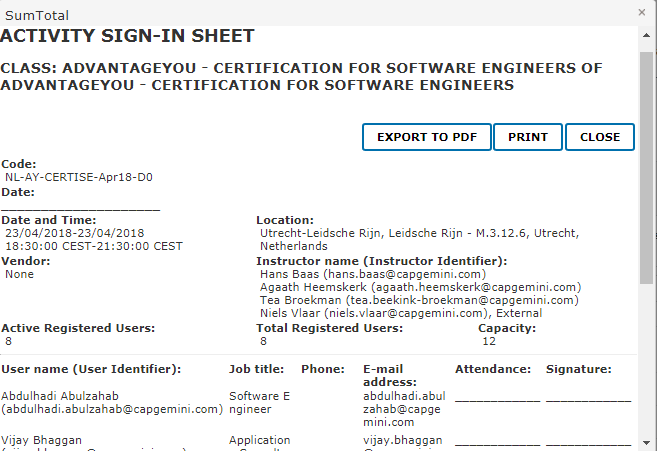 SumTotal
ACTIVITY SIGN-IN SHEET
CLASS: ADVANTAGEYOU - CERTIFICATION FOR SOFTWARE ENGINEERS OF
ADVANTAGEYOU - CERTIFICATION FOR SOFTWARE ENGINEERS
EXPORT TO PDF PRINT CLOSE
Code:
NL-AY-CERTISE-Apr18-D0
Date:
Date and Time: Location:
23/04/2018-23/04/2018 Utrecht-Leidsche Rijn, Leidsche Rijn - M.3.12.6, Utrecht,
18:30:00 CEST-21:30:00 CEST Netherlands
Vendor: Instructor name (Instructor Identifier):
None Hans Baas (hans.baas@capgemini.com)
Agaath Heemskerk (agaath.heemskerk@capgemini.com)
Tea Broekman (tea.beekink-broekman@capgemini.com)
Niels Vlaar (niels.vlaar@capgemini.com), External
Active Registered Users: Total Registered Users: Capacity:
8 8 12
User name (User Identifier): Job title: Phone: E-mail Attendance: Signature:
address:
Abdulhadi Abulzahab Software E abdulhadi.abul
(abdulhadi.abulzahab@capgemini.com) ngineer zahab@capge
mini.com
Vijay Bhaggan Application vijay.bhaggan